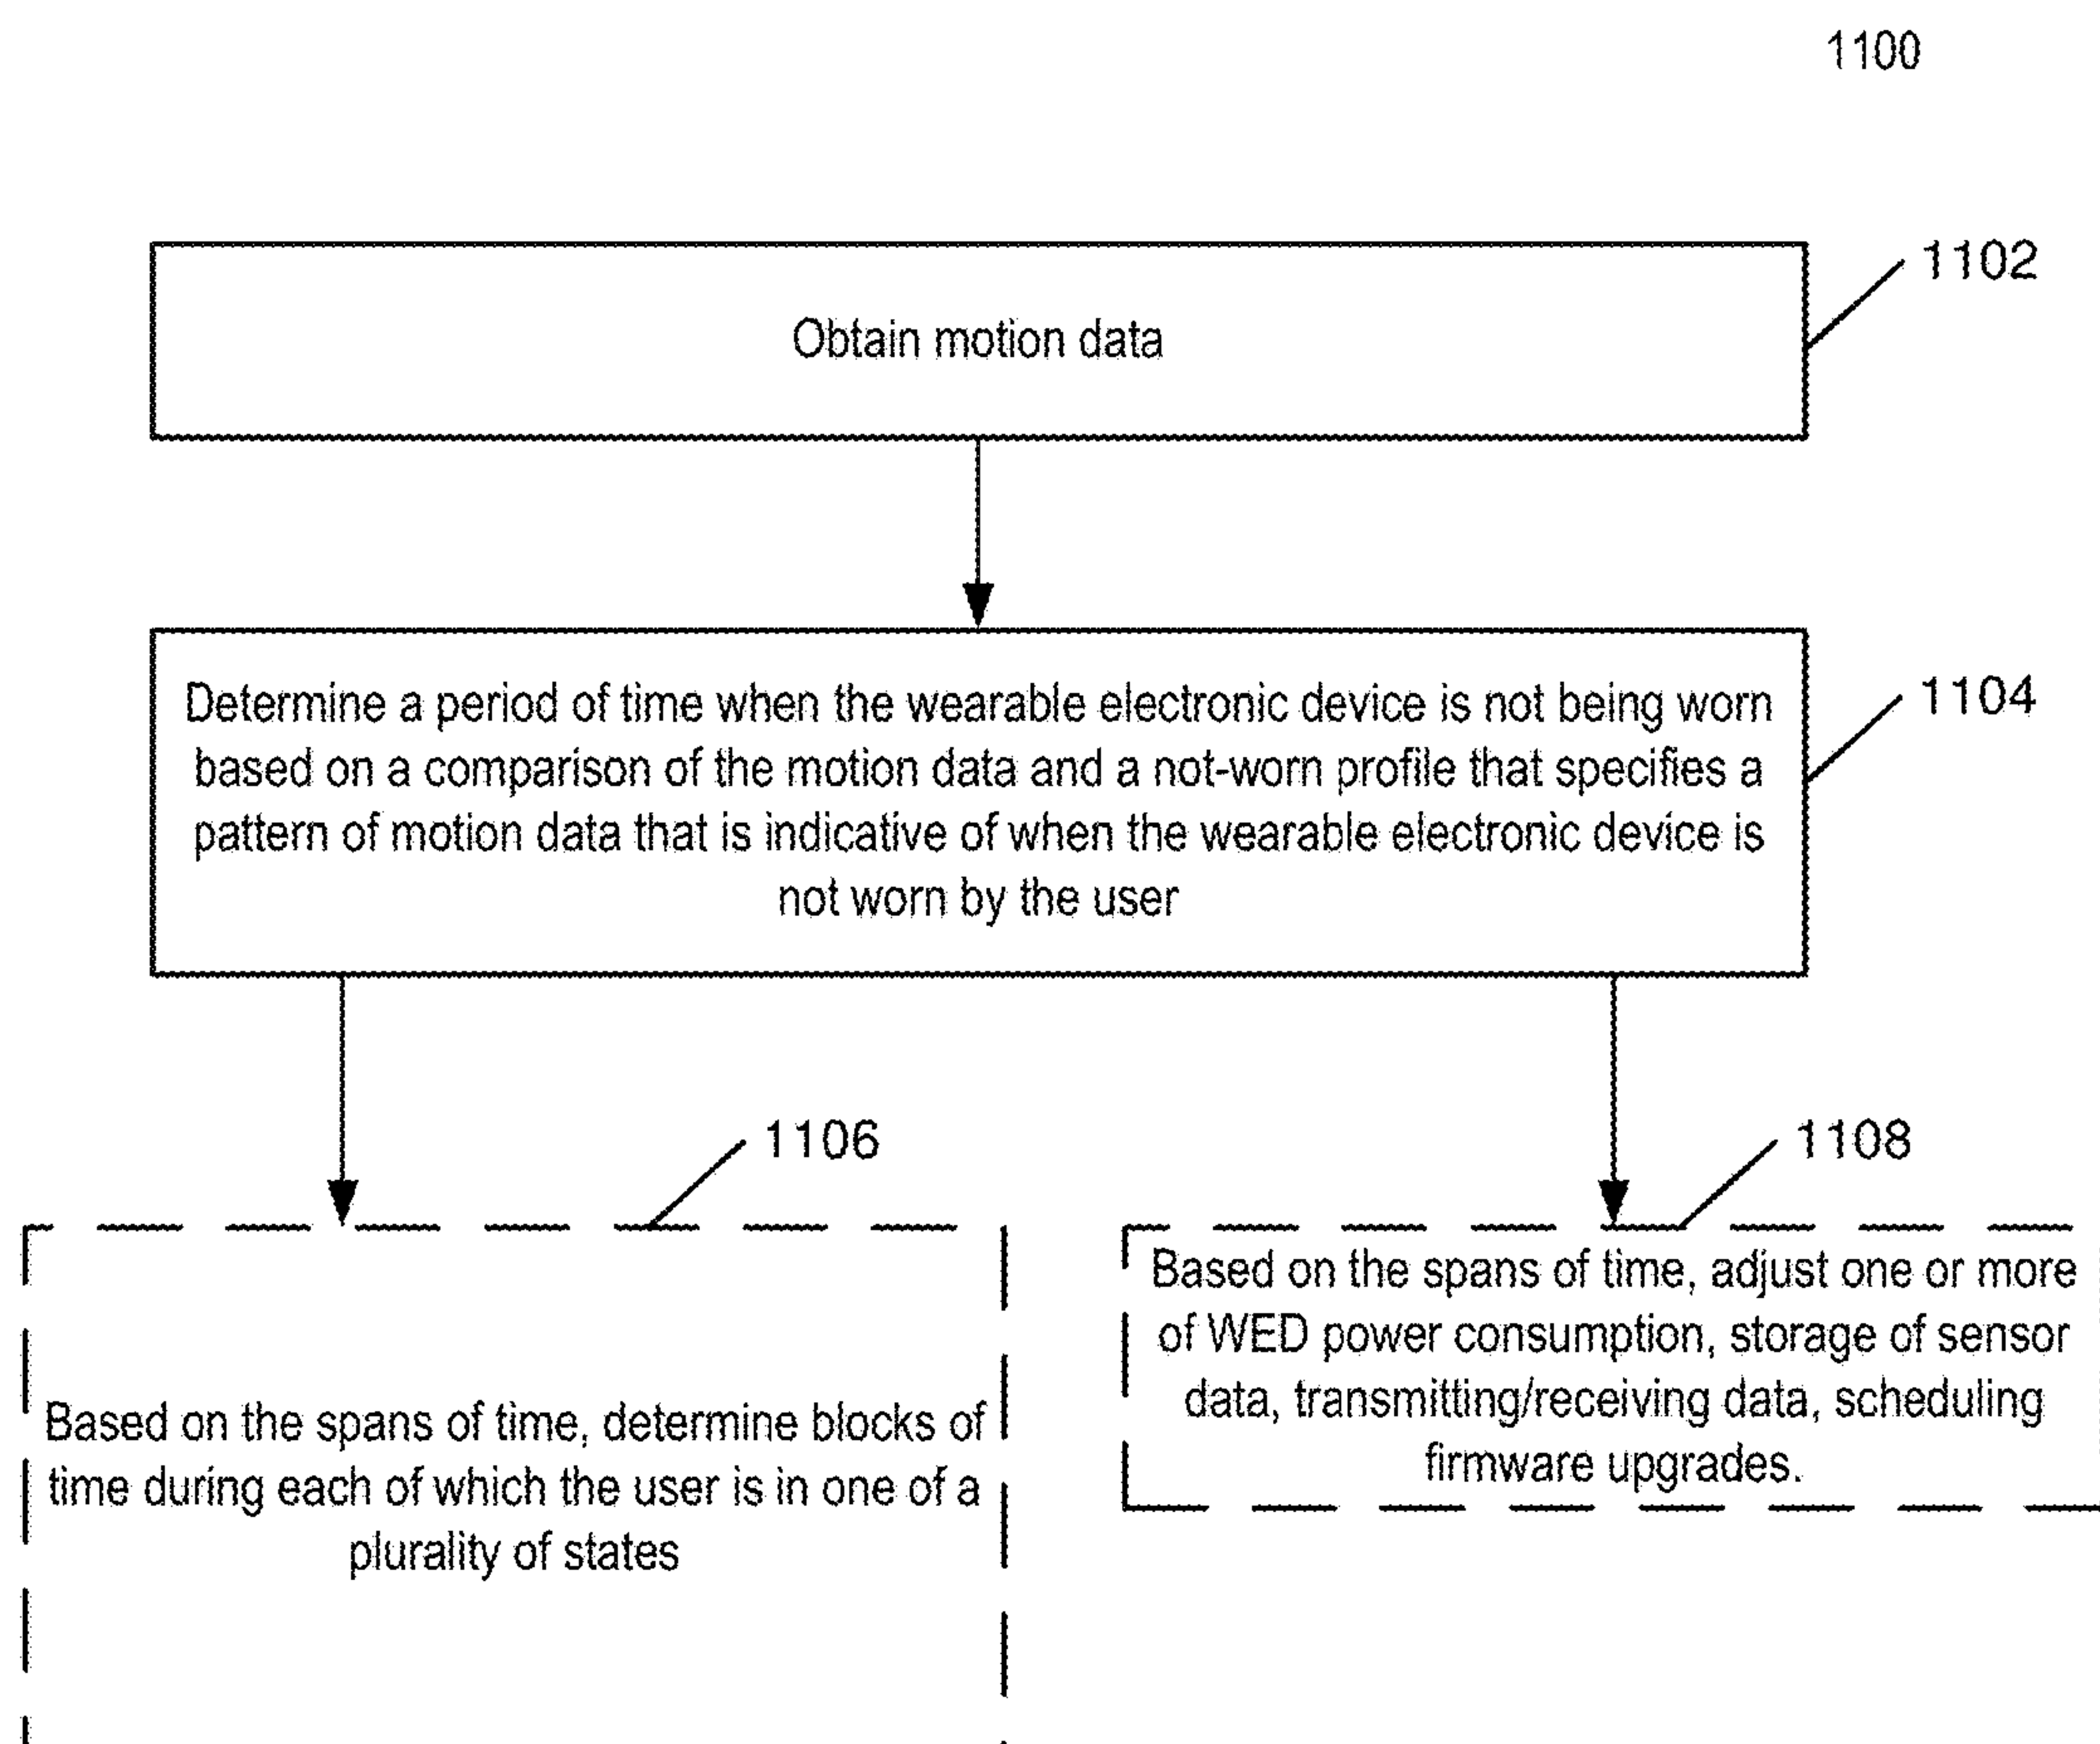 1100
1102
Obtain motion data
1104
Determine a period of time when the wearable electronic device is not being worn
based on a comparison of the motion data and a not-worn profile that specifies a
pattern of motion data that is indicative of when the wearable electronic device is
not worn by the user
1106
1108
Based on the spans of time, determine blocks of
time during each of which the user is in one of a
plurality of states
Based on the spans of time, adjust one or more
of WED power consumption, storage of sensor
data, transmitting/receiving data, scheduling
firmware upgrades.